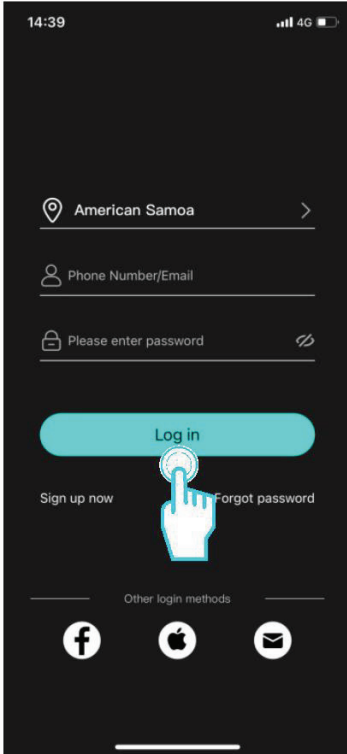 14:39 4G
American Samoa
Phone Number/Email
Please enter password
Log in
Sign up now Forgot password
Other login methods